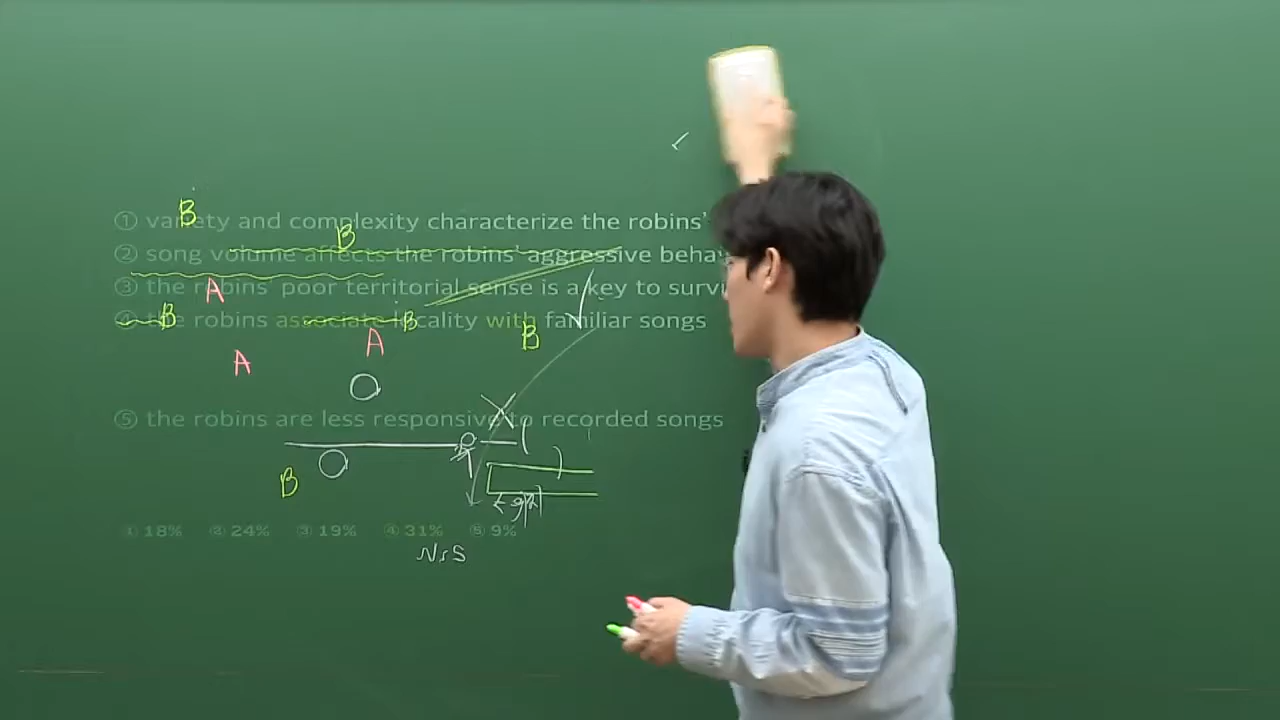 ① variety and complexity characterize the robins'
② song volume affects the robins' aggressive
③ the robins' poor territorial sense is a key to
④ the robins associate locality with familiar songs
⑤ the robins are less responsive to recorded songs
① 18% ② 24% ③ 19% ④ 31% ⑤ 9%
B
B
A
B
B
B
A
A
B